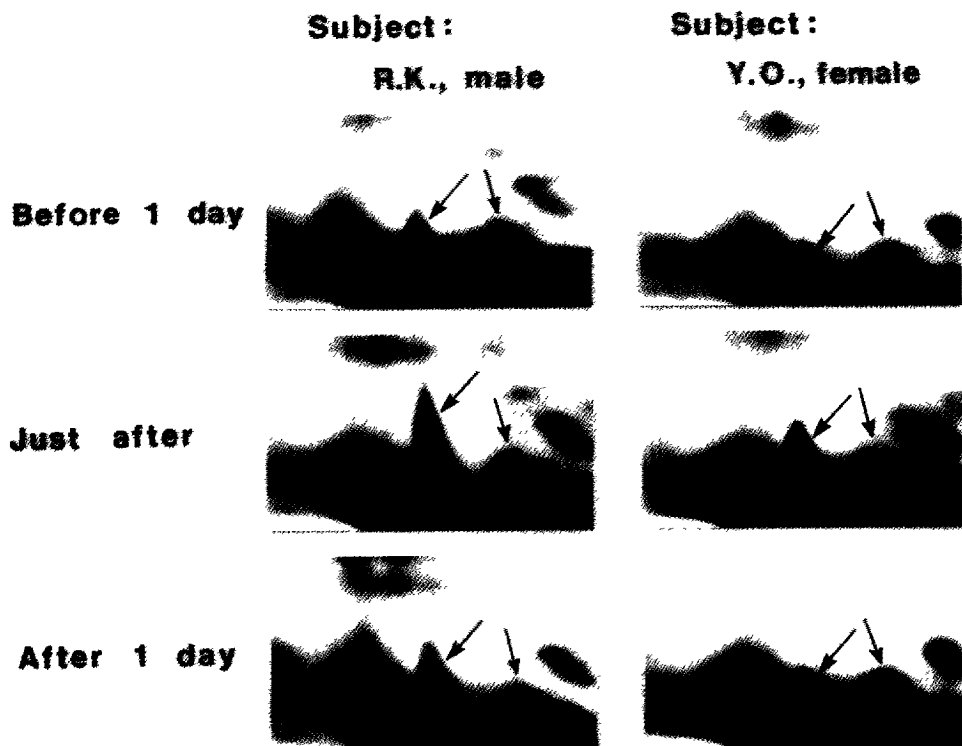 Subject: Subject:
R.K., male Y.O., female
Before 1 day
Just after
After 1 day